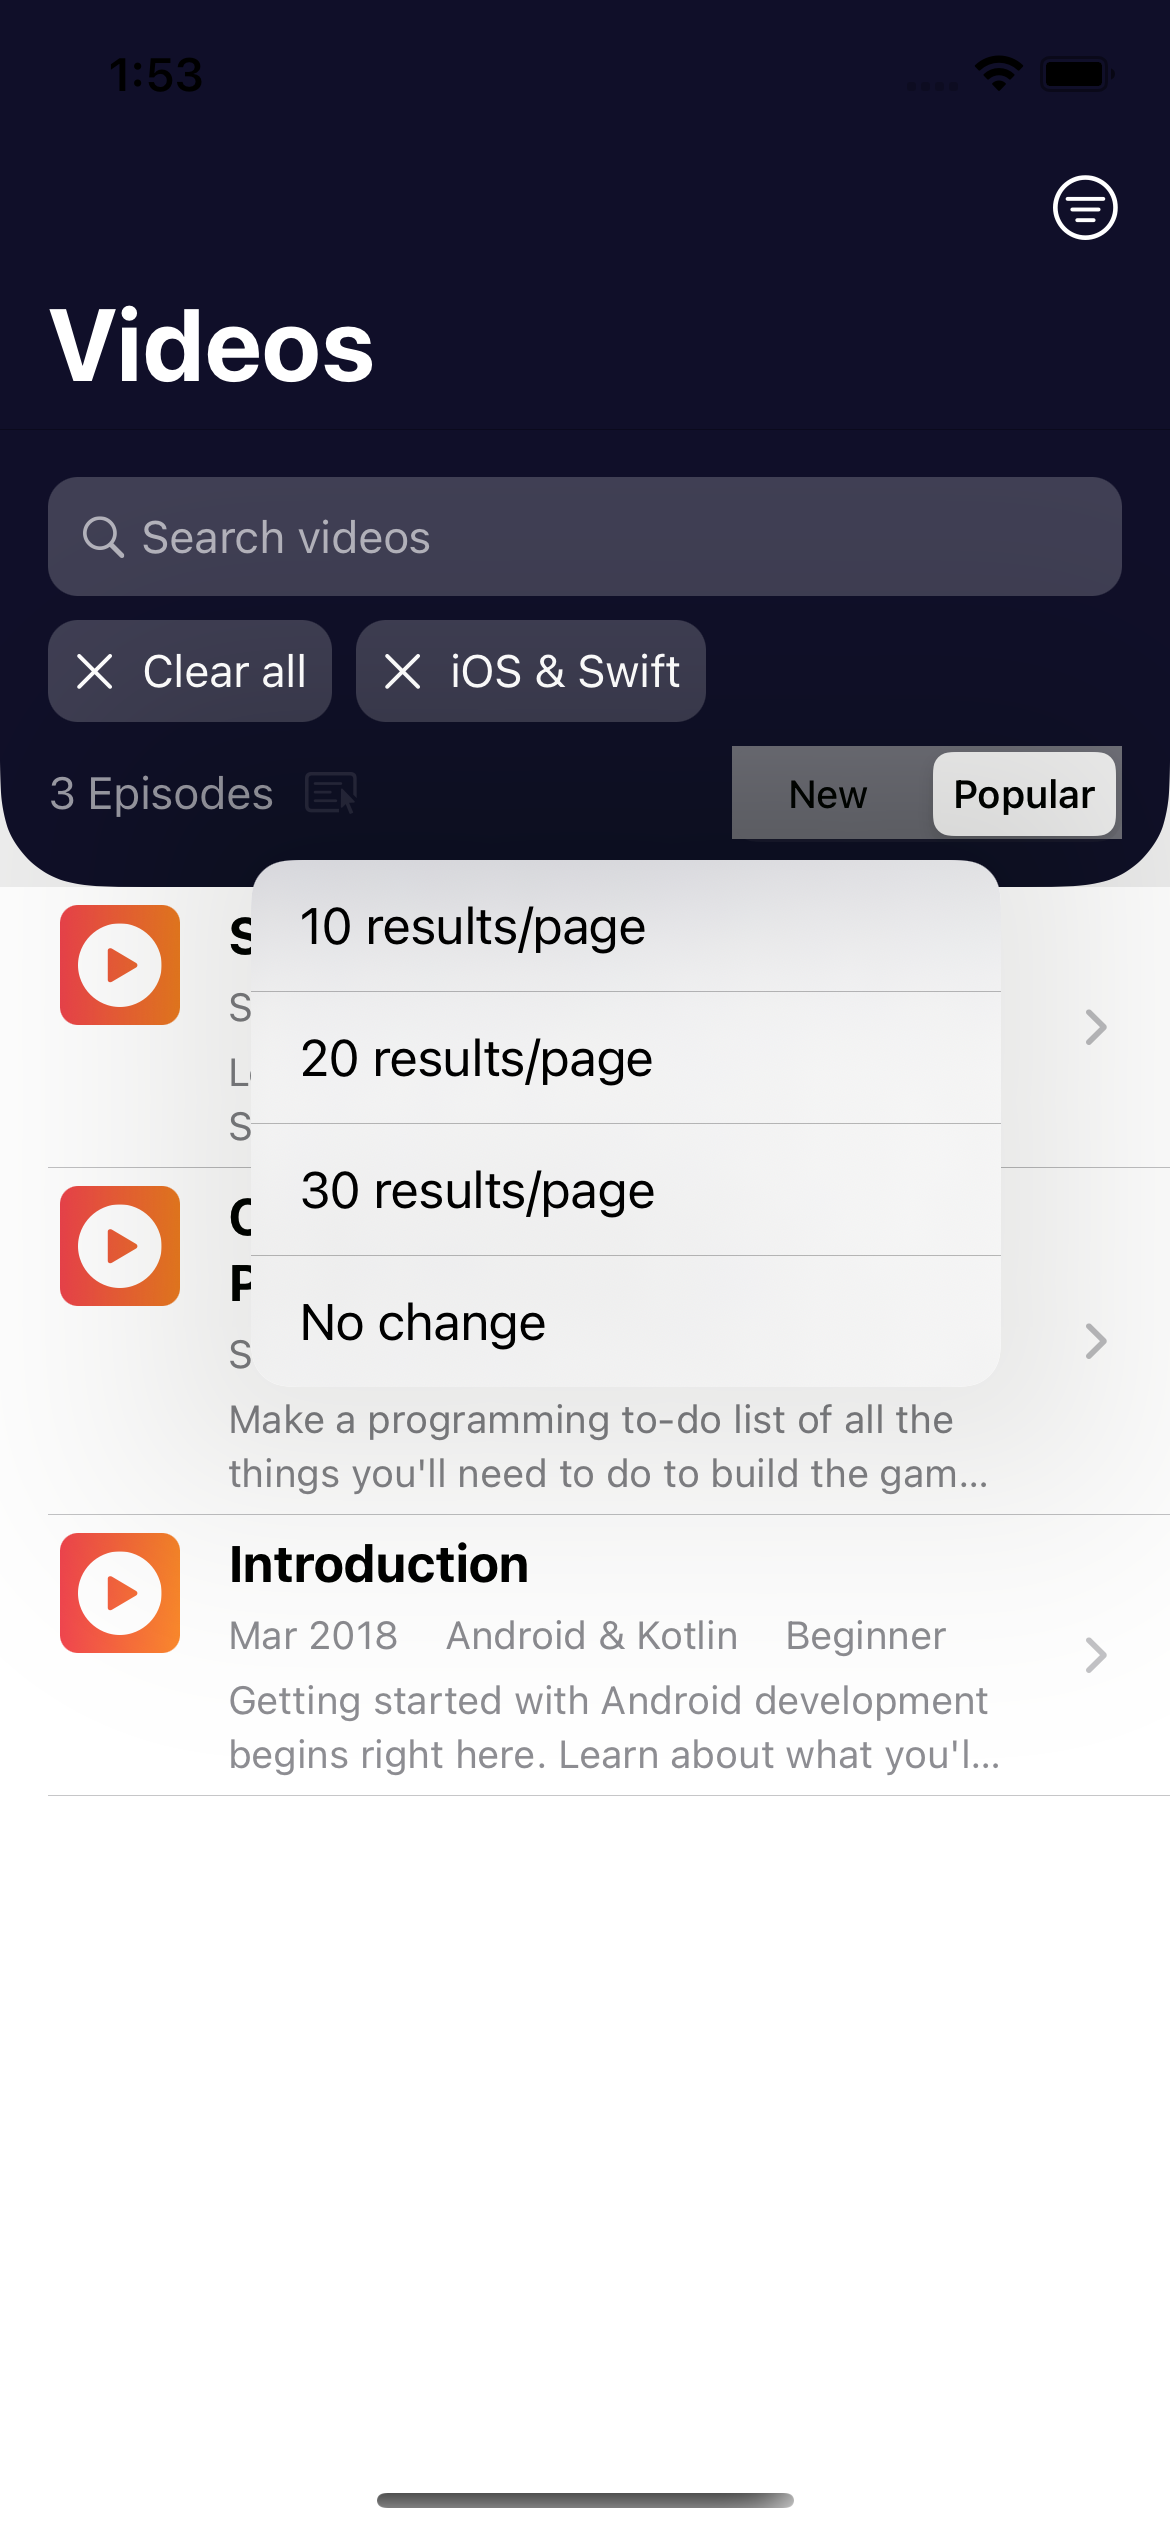 1:53
Videos
Search videos
Clear all
iOS & Swift
3 Episodes
New
Popular
10 results/page
20 results/page
30 results/page
No change
Make a programming to-do list of all the
things you'll need to do to build the gam...
Introduction
Mar 2018 Android & Kotlin Beginner
Getting started with Android development
begins right here. Learn about what you'l...